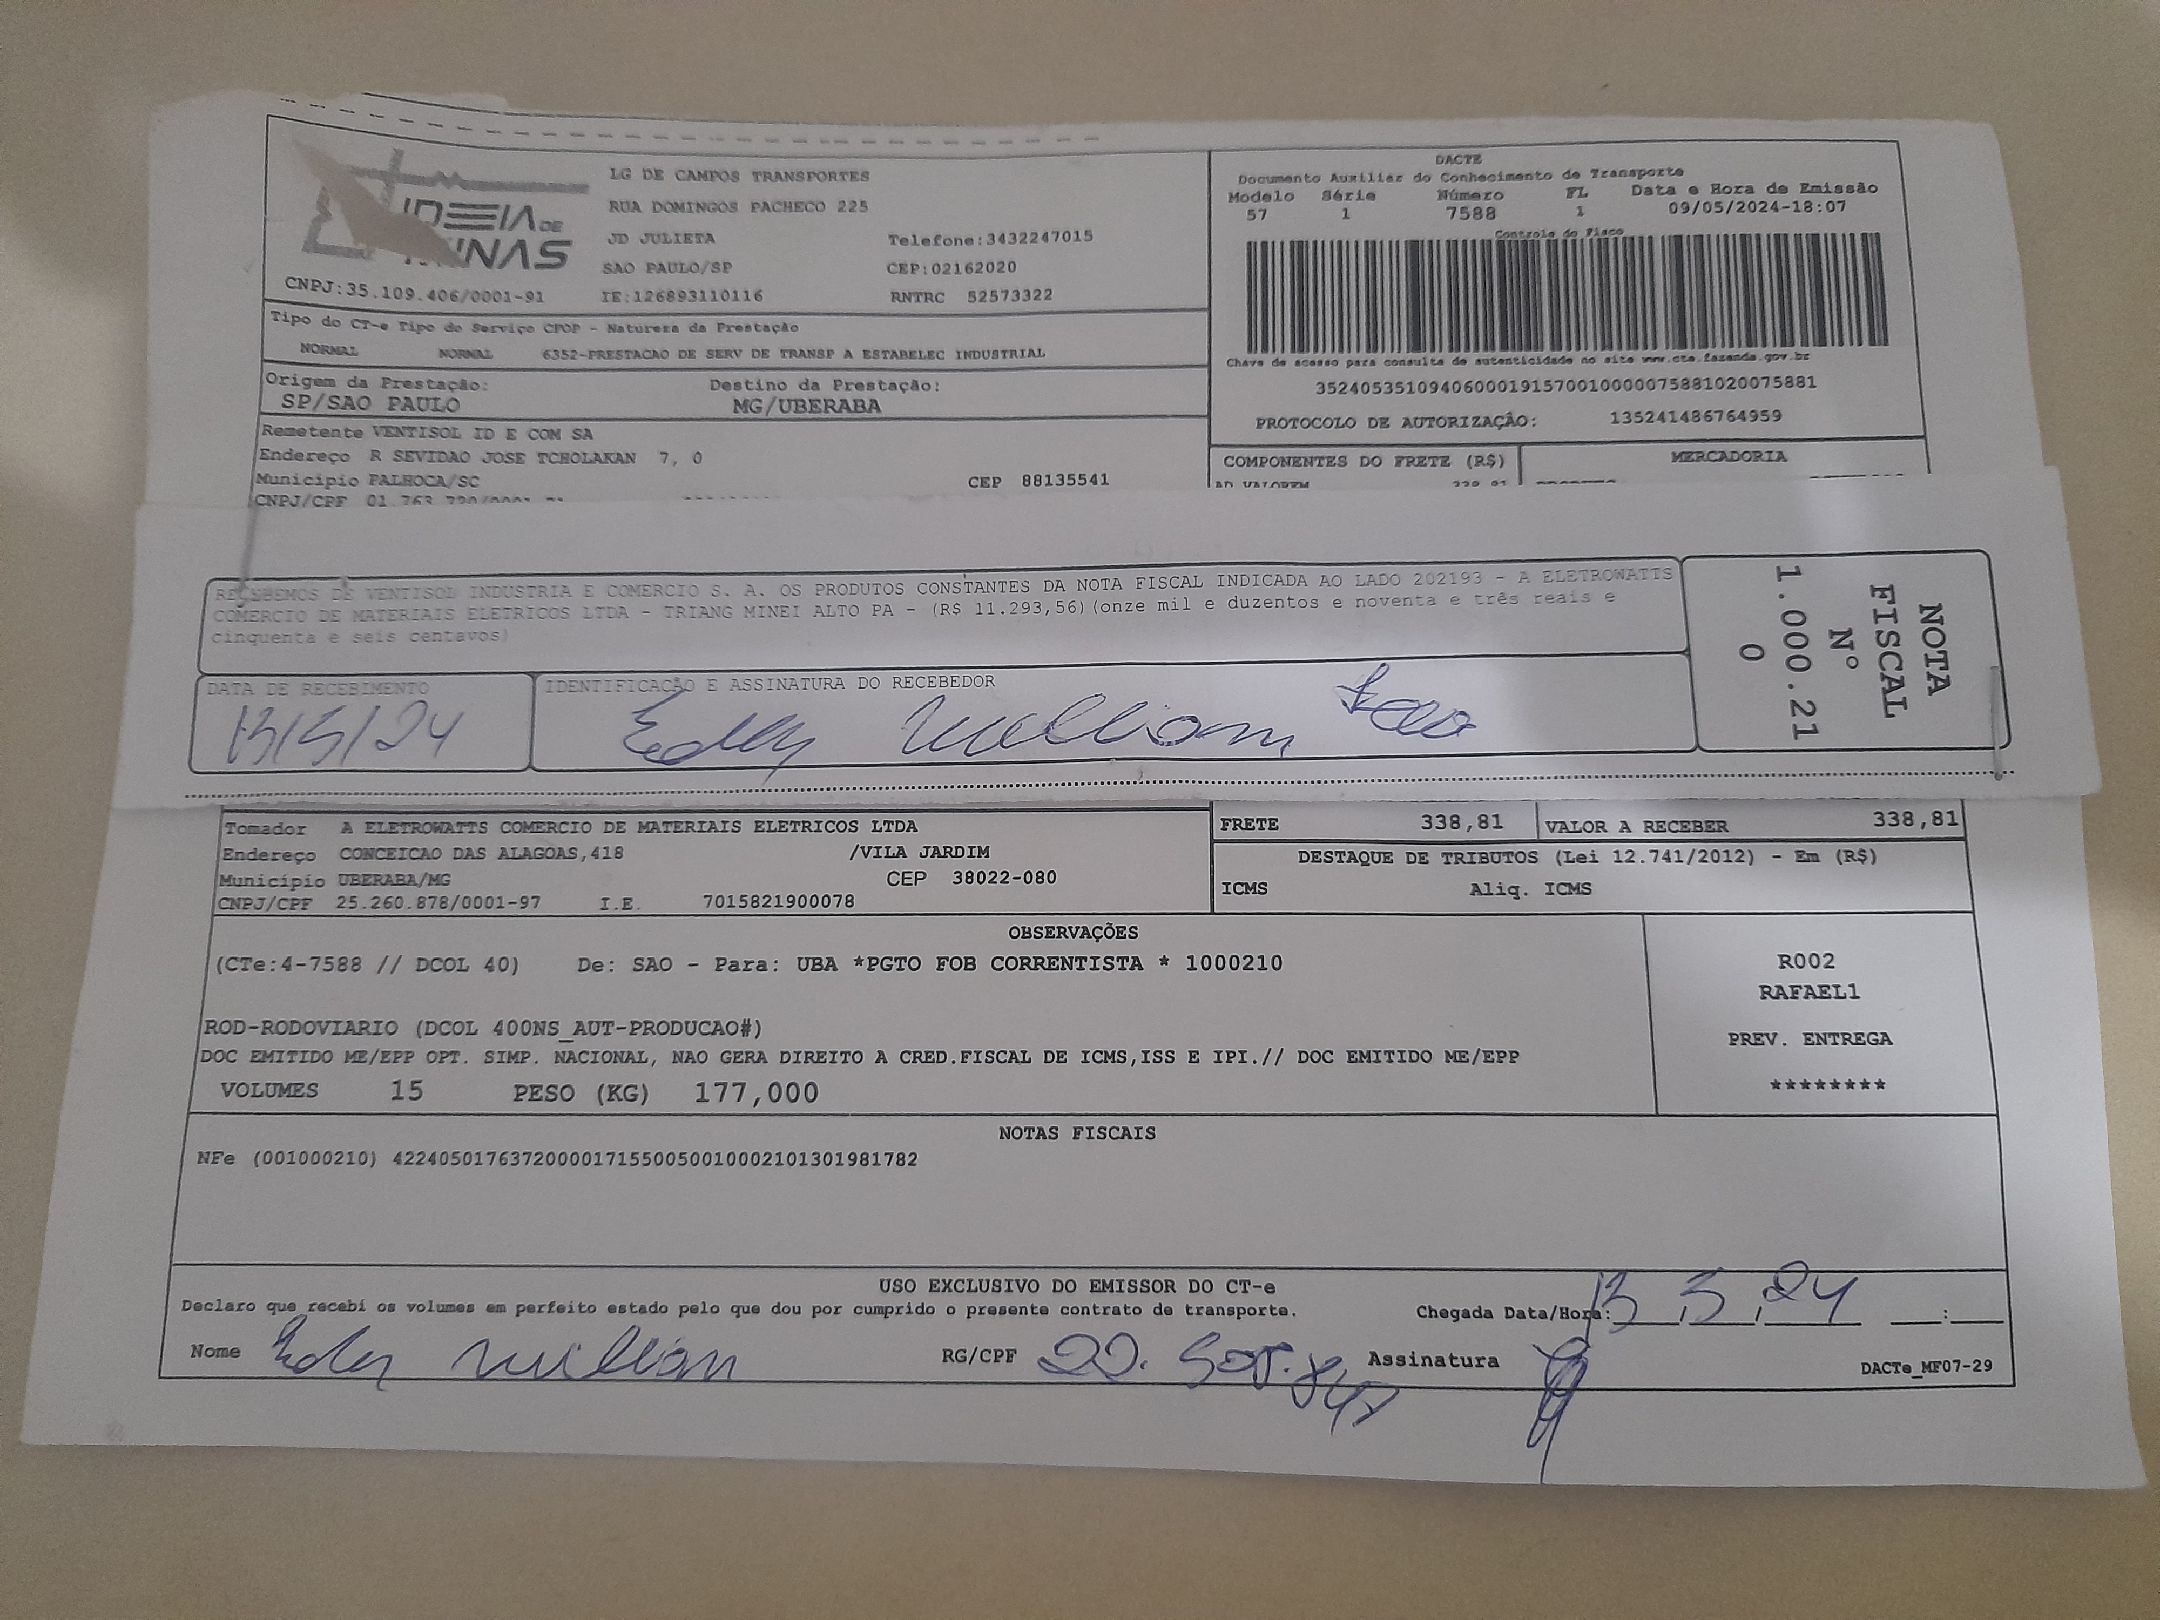 IDEIA DE
MINAS
CNPJ:35.109.406/0001-91
LG DE CAMPOS TRANSPORTES
RUA DOMINGOS PACHECO 225
JD JULIETA Telefone:3432247015
SAO PAULO/SP CEP:02162020
IE:126893110116 RNTRC 52573322
DACTE
Documento Auxiliar do Conhecimento de Transporte
Modelo Série Número FL Data e Hora de Emissão
57 1 7588 1 09/05/2024-18:07
Controle do Fisco
Chave de acesso para consulta de autenticidade no site www.cte.fazenda.gov.br
35240535109406000191570010000075881020075881
PROTOCOLO DE AUTORIZAÇÃO: 135241486764959
Tipo do CT-e Tipo do Serviço CFOP - Natureza da Prestação
NORMAL NORMAL 6352-PRESTACAO DE SERV DE TRANSP A ESTABELEC INDUSTRIAL
Origem da Prestação: Destino da Prestação:
SP/SAO PAULO MG/UBERABA
Remetente VENTISOL ID E COM SA
Endereço R SEVIDAO JOSE TCHOLAKAN 7, 0
Município PALHOCA/SC CEP 88135541
CNPJ/CPF
COMPONENTES DO FRETE (R$) MERCADORIA
AD VALOREM
RECEBEMOS DE VENTISOL INDUSTRIA E COMERCIO S. A. OS PRODUTOS CONSTANTES DA NOTA FISCAL INDICADA AO LADO 202193 - A ELETROWATTS
COMERCIO DE MATERIAIS ELETRICOS LTDA - TRIANG MINEI ALTO PA - (R$ 11.293,56)(onze mil e duzentos e noventa e três reais e
cinquenta e seis centavos)
DATA DE RECEBIMENTO
13/5/24
IDENTIFICAÇÃO E ASSINATURA DO RECEBEDOR
Eddy Willian
NOTA
FISCAL
Nº
1.000.21
0
Tomador A ELETROWATTS COMERCIO DE MATERIAIS ELETRICOS LTDA
Endereço CONCEICAO DAS ALAGOAS,418 /VILA JARDIM
Município UBERABA/MG CEP 38022-080
CNPJ/CPF 25.260.878/0001-97 I.E. 7015821900078
FRETE 338,81 VALOR A RECEBER 338,81
DESTAQUE DE TRIBUTOS (Lei 12.741/2012) - Em (R$)
ICMS Aliq. ICMS
OBSERVAÇÕES
(CTe:4-7588 // DCOL 40) De: SAO - Para: UBA *PGTO FOB CORRENTISTA * 1000210
ROD-RODOVIARIO (DCOL 400NS_AUT-PRODUCAO#)
DOC EMITIDO ME/EPP OPT. SIMP. NACIONAL, NAO GERA DIREITO A CRED.FISCAL DE ICMS,ISS E IPI.// DOC EMITIDO ME/EPP
VOLUMES 15 PESO (KG) 177,000
R002
RAFAEL1
PREV. ENTREGA
********
NOTAS FISCAIS
NFe (001000210) 42240501763720000171550050010002101301981782
USO EXCLUSIVO DO EMISSOR DO CT-e
Declaro que recebi os volumes em perfeito estado pelo que dou por cumprido o presente contrato de transporte.
Chegada Data/Hora: 13 5 24 __:__
Nome Eddy Willian RG/CPF Assinatura
DACTe_MF07-29